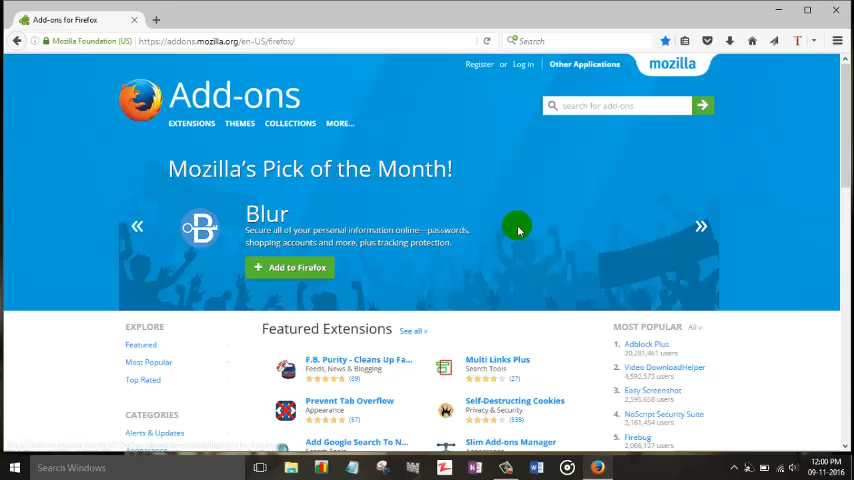 Add-ons for Firefox
Mozilla Foundation (US) https://addons.mozilla.org/en-US/firefox/ Search
Register or Log in Other Applications mozilla
Add-ons
search for add-ons
EXTENSIONS THEMES COLLECTIONS MORE...
Mozilla's Pick of the Month!
Blur
Secure all of your personal information online—passwords,
shopping accounts and more, plus tracking protection.
Add to Firefox
EXPLORE
Featured
Most Popular
Top Rated
CATEGORIES
Alerts & Updates
Featured Extensions See all »
F.B. Purity - Cleans Up Fa...
Feeds, News & Blogging
(89)
Multi Links Plus
Search Tools
(27)
Prevent Tab Overflow
Appearance
(57)
Self-Destructing Cookies
Privacy & Security
(535)
Add Google Search To N...
Slim Add-ons Manager
MOST POPULAR All »
1. Adblock Plus
20,281,461 users
2. Video DownloadHelper
4,592,575 users
3. Easy Screenshot
2,595,658 users
4. NoScript Security Suite
2,161,454 users
5. Firebug
2,066,127 users
Search Windows
12:00 PM
09-11-2016